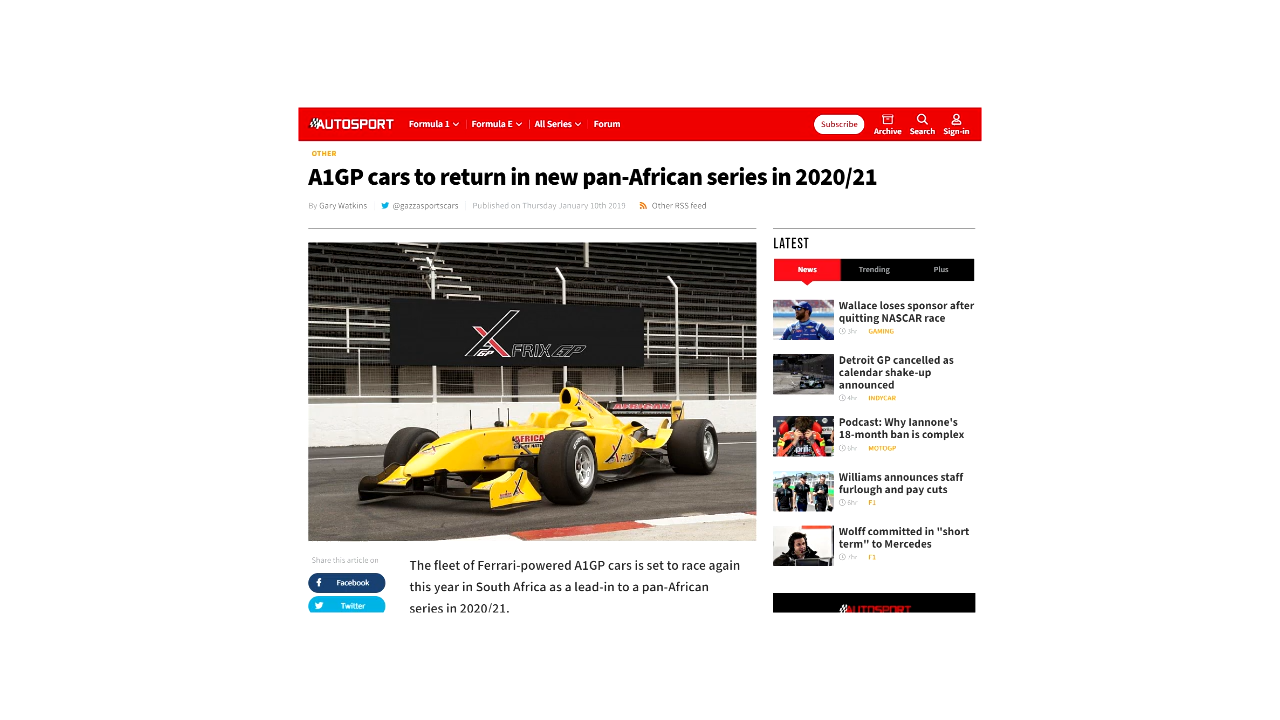 AUTOSPORT
Formula 1
Formula E
All Series
Forum
Subscribe
Archive
Search
Sign-in
OTHER
A1GP cars to return in new pan-African series in 2020/21
By Gary Watkins
@gazzasportscars
Published on Thursday January 10th 2019
Other RSS feed
X GP FRIX GP
AFRICA
X FRIX
Share this article on
Facebook
Twitter
The fleet of Ferrari-powered A1GP cars is set to race again
this year in South Africa as a lead-in to a pan-African
series in 2020/21.
LATEST
News
Trending
Plus
Wallace loses sponsor after
quitting NASCAR race
3hr GAMING
Detroit GP cancelled as
calendar shake-up
announced
4hr INDYCAR
Podcast: Why Iannone's
18-month ban is complex
MOTOGP
Williams announces staff
furlough and pay cuts
F1
Wolff committed in "short
term" to Mercedes
F1
AUTOSPORT